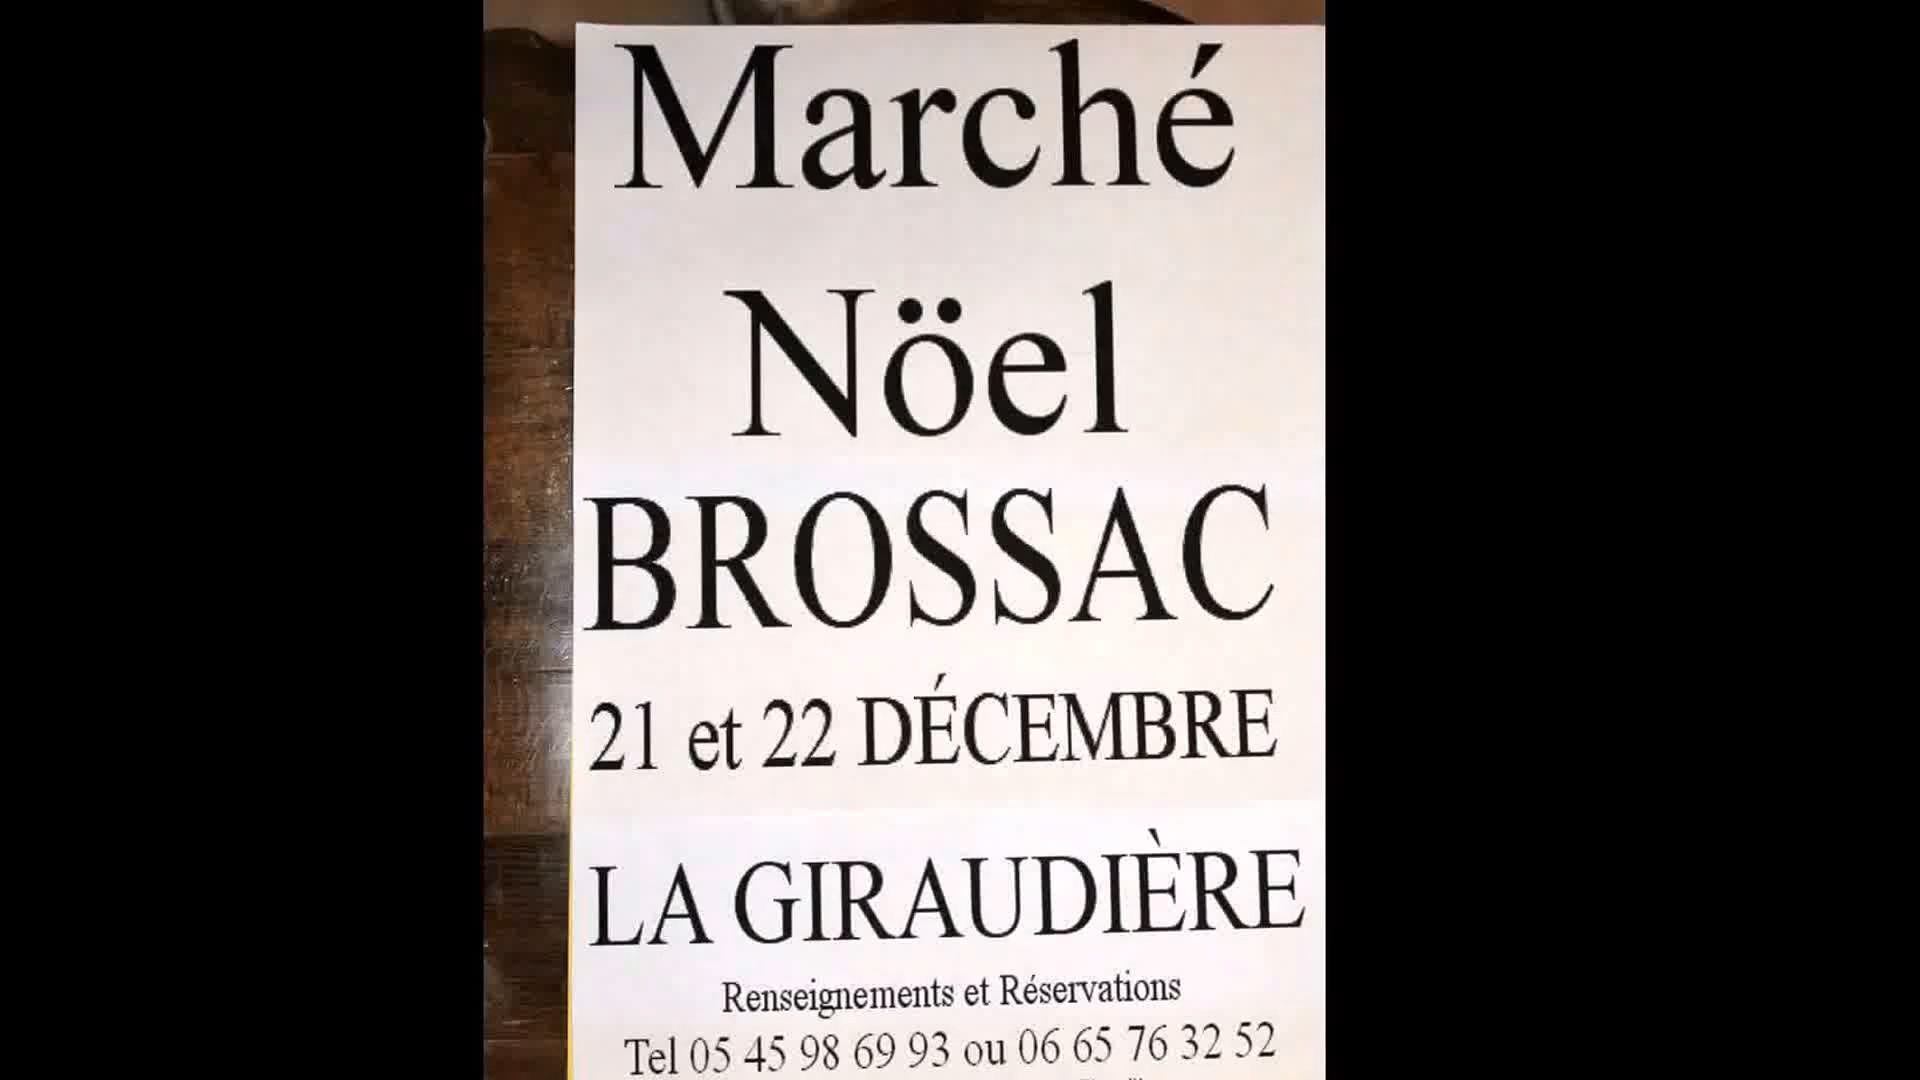 Marché
Nöel
BROSSAC
21 et 22 DÉCEMBRE
LA GIRAUDIÈRE
Renseignements et Réservations
Tel 05 45 98 69 93 ou 06 65 76 32 52